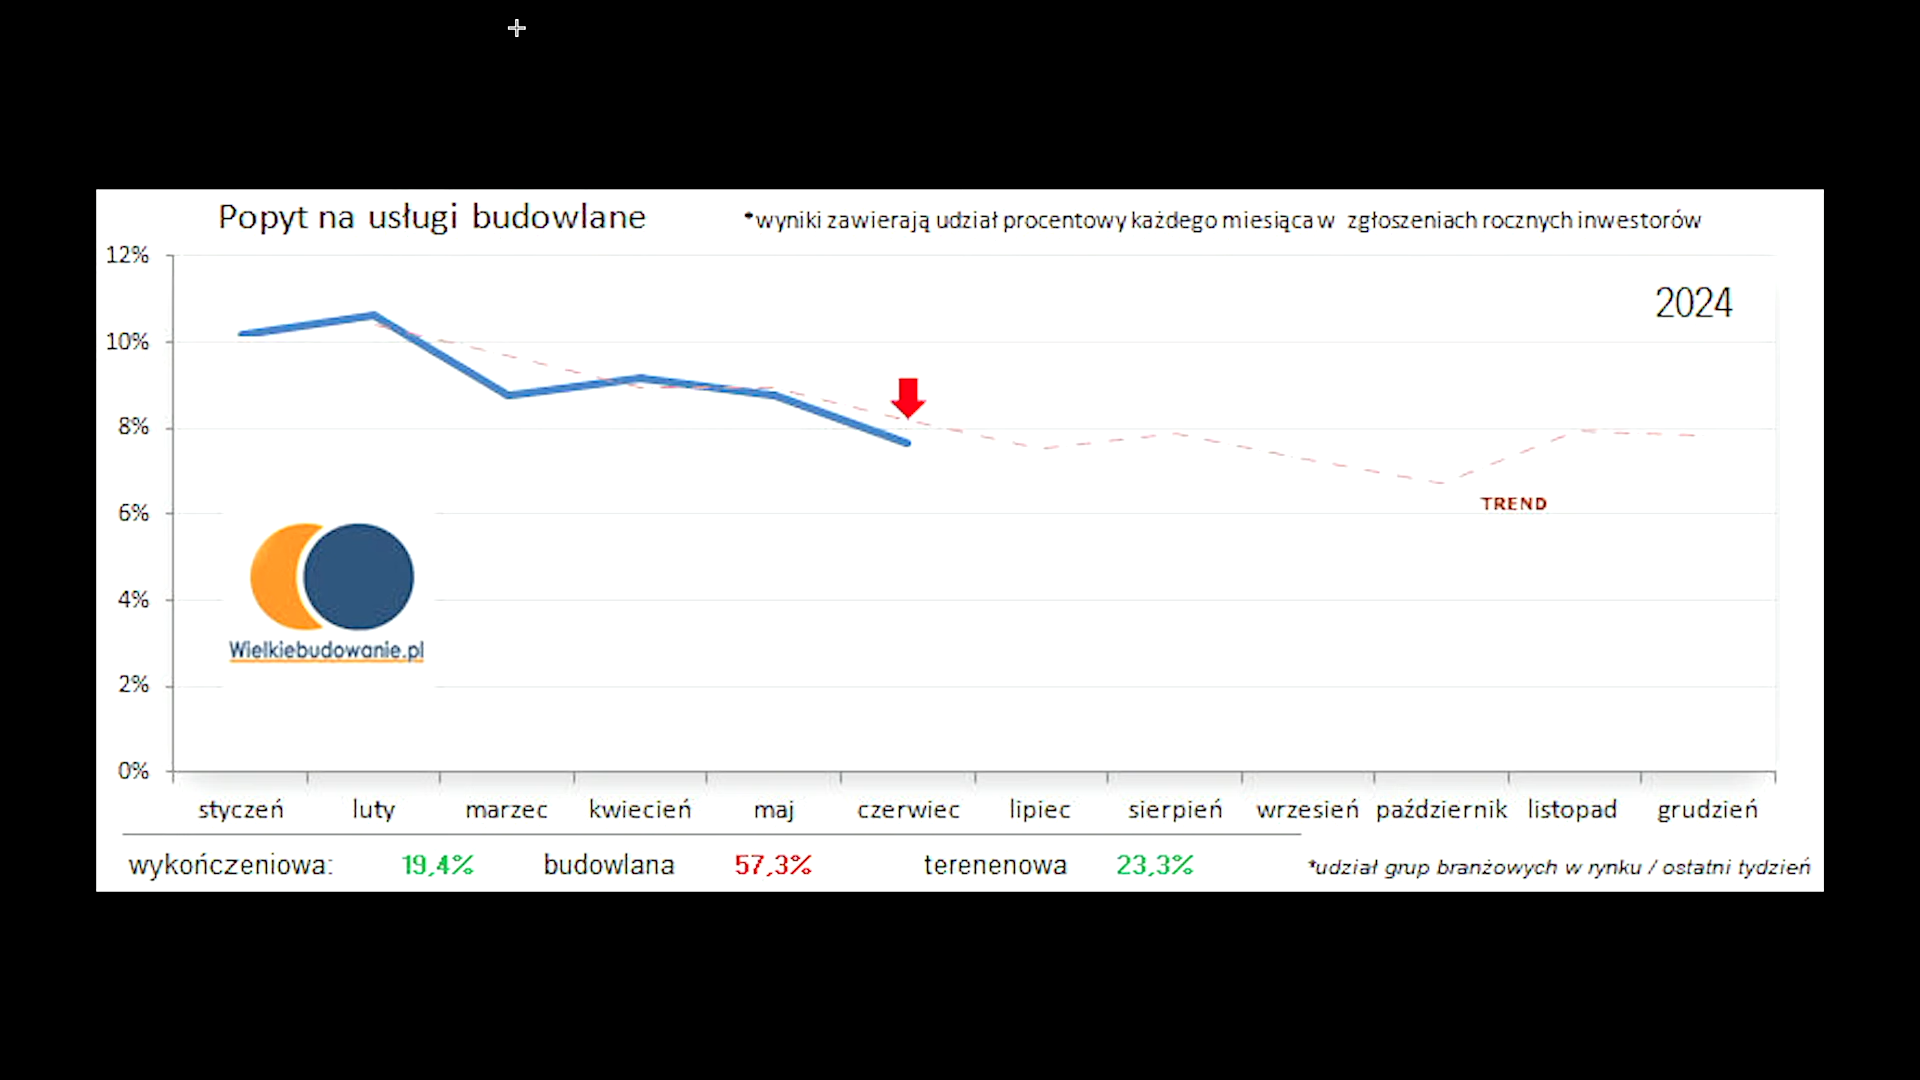 Popyt na usługi budowlane
*wyniki zawierają udział procentowy każdego miesiąca w zgłoszeniach rocznych inwestorów
12%
2024
10%
8%
6%
TREND
4%
Wielkiebudowanie.pl
2%
0%
styczeń luty marzec kwiecień maj czerwiec lipiec sierpień wrzesień październik listopad grudzień
wykończeniowa: 19,4% budowlana 57,3% terenenowa 23,3% *udział grup branżowych w rynku / ostatni tydzień